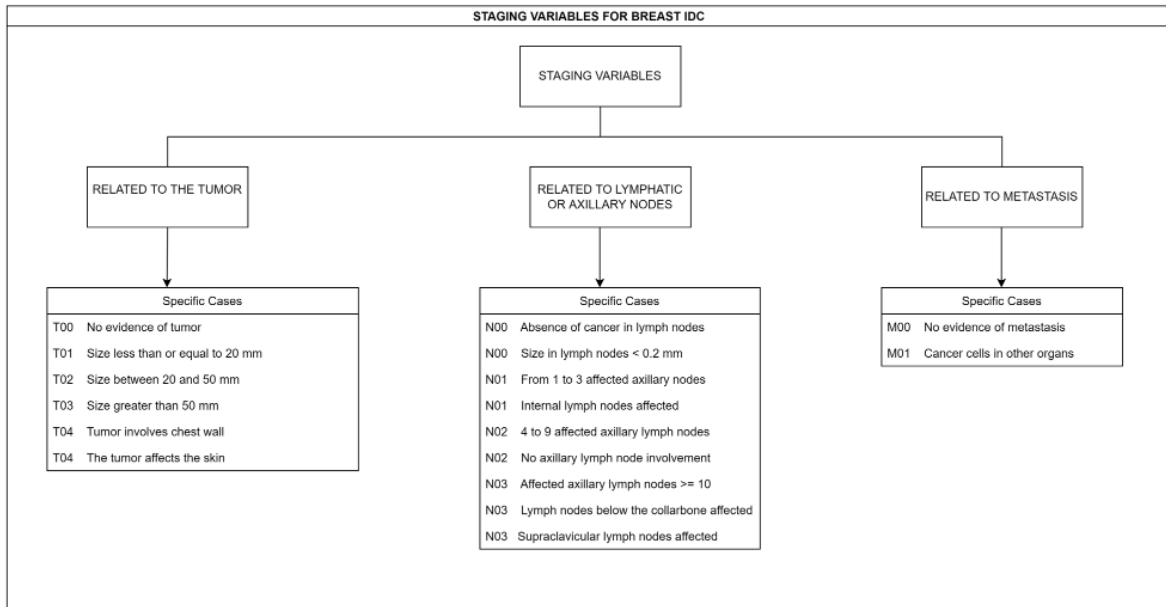 STAGING VARIABLES FOR BREAST IDC
STAGING VARIABLES
RELATED TO THE TUMOR
RELATED TO LYMPHATIC
OR AXILLARY NODES
RELATED TO METASTASIS
Specific Cases
T00 No evidence of tumor
T01 Size less than or equal to 20 mm
T02 Size between 20 and 50 mm
T03 Size greater than 50 mm
T04 Tumor involves chest wall
T04 The tumor affects the skin
Specific Cases
N00 Absence of cancer in lymph nodes
N00 Size in lymph nodes < 0.2 mm
N01 From 1 to 3 affected axillary nodes
N01 Internal lymph nodes affected
N02 4 to 9 affected axillary lymph nodes
N02 No axillary lymph node involvement
N03 Affected axillary lymph nodes >= 10
N03 Lymph nodes below the collarbone affected
N03 Supraclavicular lymph nodes affected
Specific Cases
M00 No evidence of metastasis
M01 Cancer cells in other organs